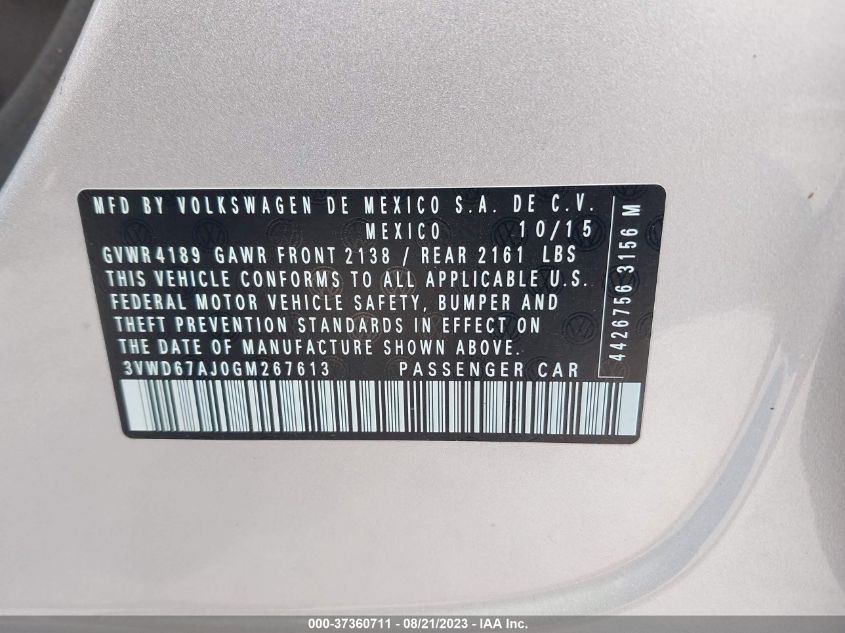 MFD BY VOLKSWAGEN DE MEXICO S.A. DE C.V.
MEXICO 10/15
GVWR 4189 GAWR FRONT 2138 / REAR 2161 LBS
THIS VEHICLE CONFORMS TO ALL APPLICABLE U.S.
FEDERAL MOTOR VEHICLE SAFETY, BUMPER AND
THEFT PREVENTION STANDARDS IN EFFECT ON
THE DATE OF MANUFACTURE SHOWN ABOVE.
3VWD67AJ0GM267613 PASSENGER CAR
4426756 3156 M
000-37360711 - 08/21/2023 - IAA Inc.